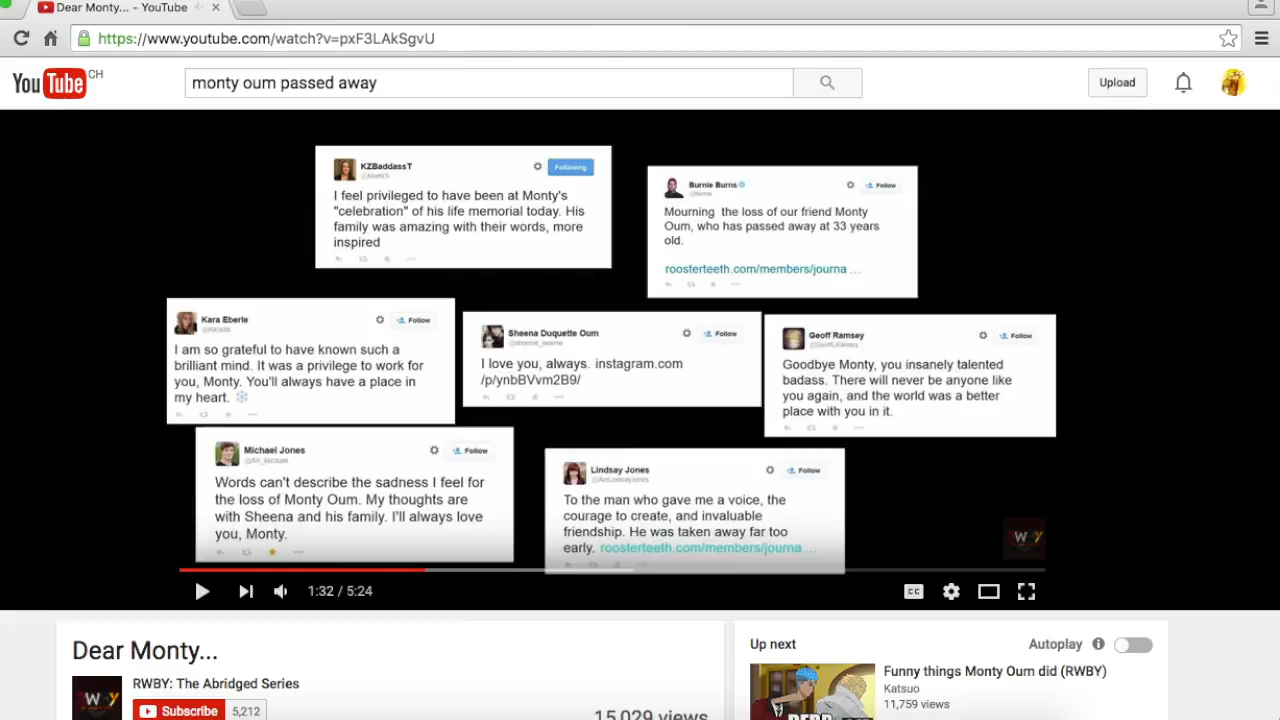 Dear Monty... - YouTube
https://www.youtube.com/watch?v=pxF3LAkSgvU
YouTube CH
monty oum passed away
Upload
KZBaddassT
Following
I feel privileged to have been at Monty's
"celebration" of his life memorial today. His
family was amazing with their words, more
inspired
Burnie Burns
Follow
Mourning the loss of our friend Monty
Oum, who has passed away at 33 years
old.
roosterteeth.com/members/journa ...
Kara Eberle
Follow
I am so grateful to have known such a
brilliant mind. It was a privilege to work for
you, Monty. You'll always have a place in
my heart.
Sheena Duquette Oum
Follow
I love you, always. instagram.com
/p/ynbBVvm2B9/
Geoff Ramsey
@Geoff_Ramsey
Follow
Goodbye Monty, you insanely talented
badass. There will never be anyone like
you again, and the world was a better
place with you in it.
Michael Jones
@AH_Michael
Follow
Words can't describe the sadness I feel for
the loss of Monty Oum. My thoughts are
with Sheena and his family. I'll always love
you, Monty.
Lindsay Jones
Follow
To the man who gave me a voice, the
courage to create, and invaluable
friendship. He was taken away far too
early. roosterteeth.com/members/journa ...
1:32 / 5:24
CC
Dear Monty...
RWBY: The Abridged Series
Subscribe 5,212
15,029 views
Up next
Autoplay
Funny things Monty Oum did (RWBY)
Katsuo
11,759 views